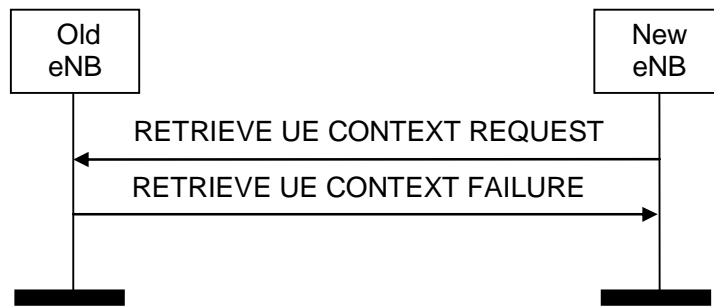 Old
eNB
New
eNB
RETRIEVE UE CONTEXT REQUEST
RETRIEVE UE CONTEXT FAILURE